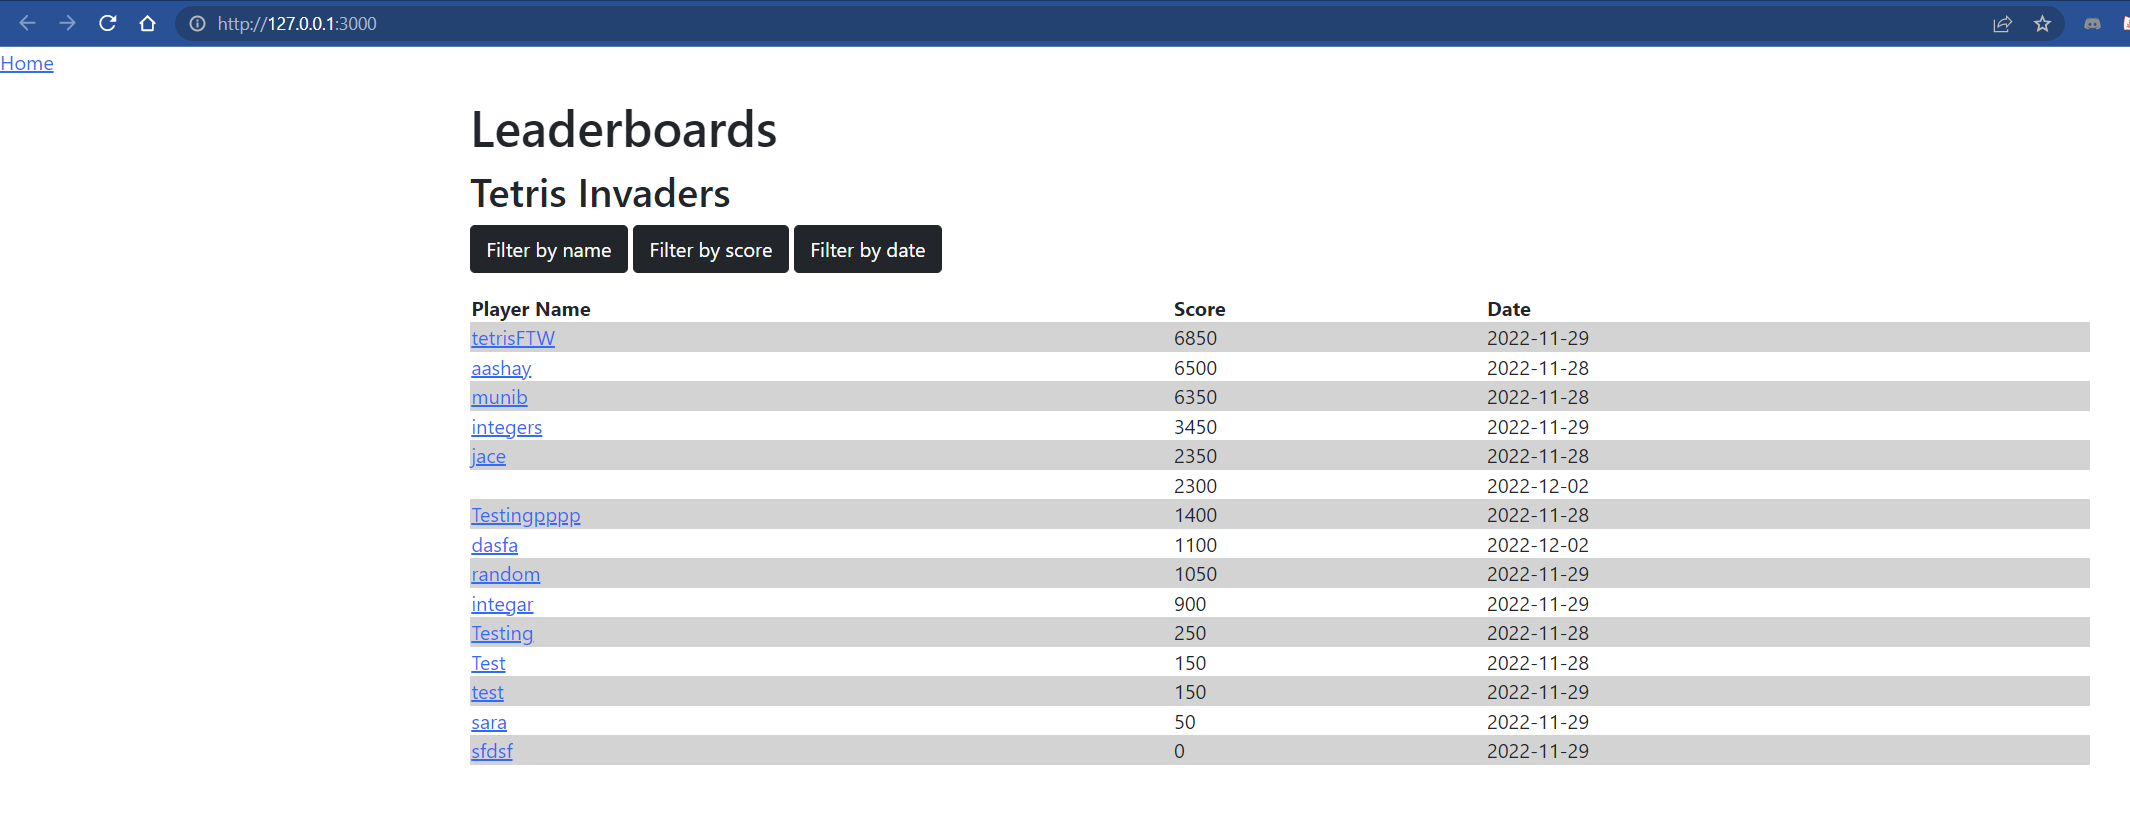 http://127.0.0.1:3000
Home
Leaderboards
Tetris Invaders
Filter by name Filter by score Filter by date
Player Name Score Date
tetrisFTW 6850 2022-11-29
aashay 6500 2022-11-28
munib 6350 2022-11-28
integers 3450 2022-11-29
jace 2350 2022-11-28
2300 2022-12-02
Testingpppp 1400 2022-11-28
dasfa 1100 2022-12-02
random 1050 2022-11-29
integar 900 2022-11-29
Testing 250 2022-11-28
Test 150 2022-11-28
test 150 2022-11-29
sara 50 2022-11-29
sfdsf 0 2022-11-29